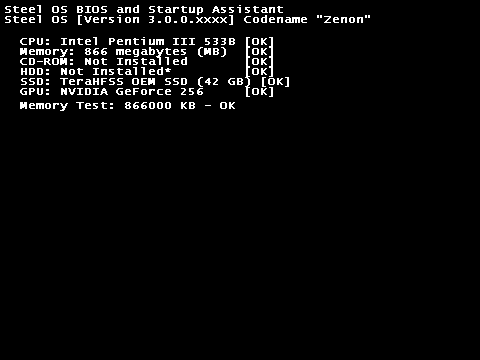 Steel OS BIOS and Startup Assistant
Steel OS [Version 3.0.0.xxxx] Codename "Zenon"
CPU: Intel Pentium III 533B [OK]
Memory: 866 megabytes (MB) [OK]
CD-ROM: Not Installed [OK]
HDD: Not Installed* [OK]
SSD: TeraHFSS OEM SSD (42 GB) [OK]
GPU: NVIDIA GeForce 256 [OK]
Memory Test: 866000 KB - OK